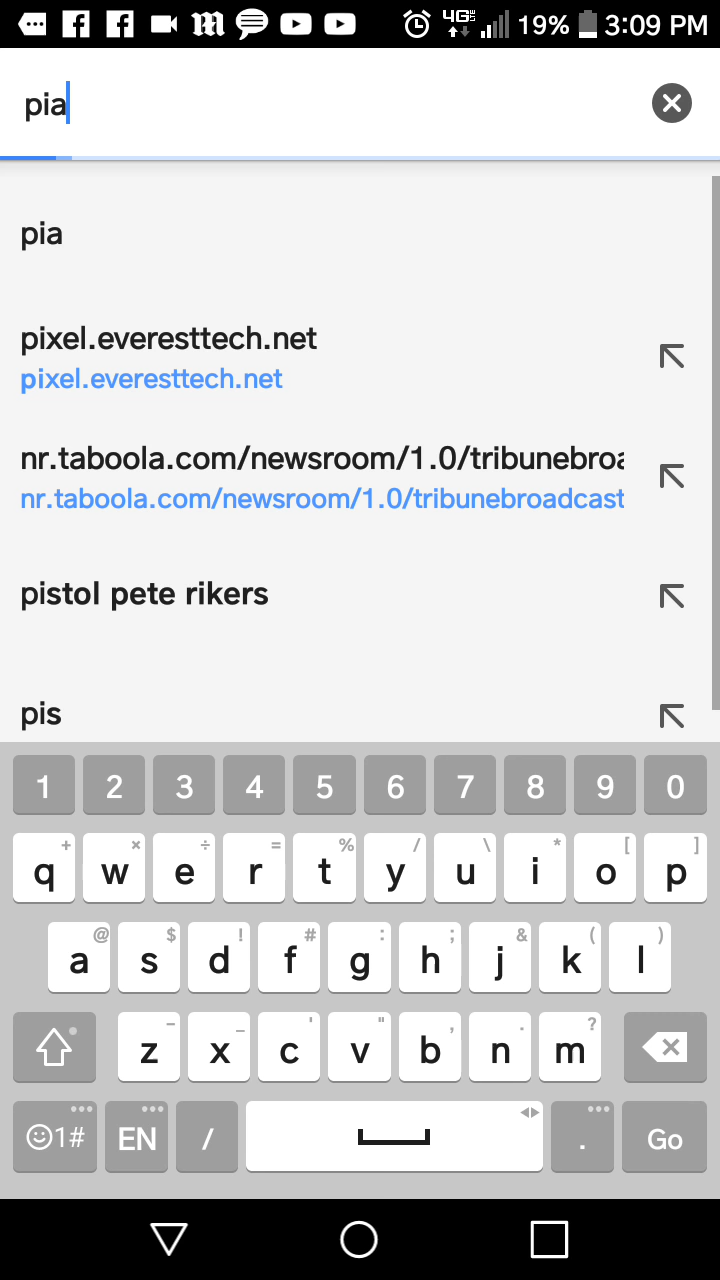 4G LTE 19% 3:09 PM
pia
pia
pixel.everesttech.net
pixel.everesttech.net
nr.taboola.com/newsroom/1.0/tribunebroa
nr.taboola.com/newsroom/1.0/tribunebroadcast
pistol pete rikers
pis
1 2 3 4 5 6 7 8 9 0
+ × ÷ = % / \ * [ ]
q w e r t y u i o p
@ $ ! # : ; & ( )
a s d f g h j k l
- _ ' " , . ?
z x c v b n m
1# EN / . Go